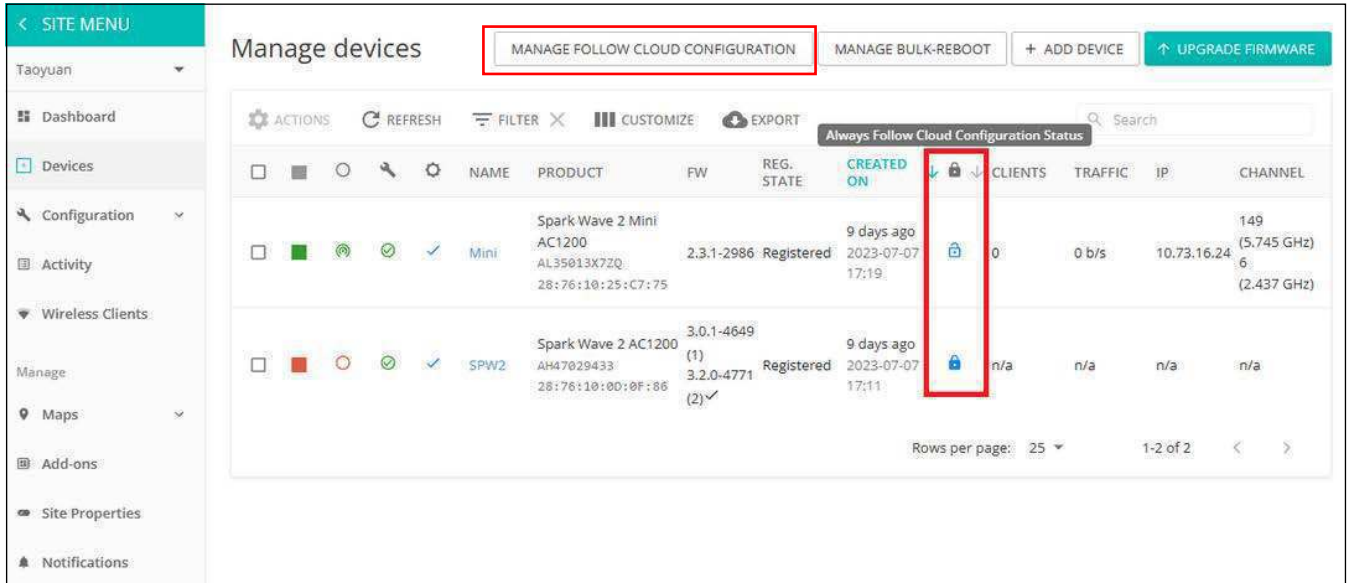 SITE MENU
Taoyuan
Dashboard
Devices
Configuration
Activity
Wireless Clients
Manage
Maps
Add-ons
Site Properties
Notifications
Manage devices
MANAGE FOLLOW CLOUD CONFIGURATION
MANAGE BULK-REBOOT
+ ADD DEVICE
↑ UPGRADE FIRMWARE
ACTIONS
REFRESH
FILTER
CUSTOMIZE
EXPORT
Search
Always Follow Cloud Configuration Status
NAME
PRODUCT
FW
REG.
STATE
CREATED
ON
CLIENTS
TRAFFIC
IP
CHANNEL
Mini
Spark Wave 2 Mini
AC1200
AL35013X7ZQ
28:76:10:25:C7:75
2.3.1-2986
Registered
9 days ago
2023-07-07
17:19
0
0 b/s
10.73.16.24
149
(5.745 GHz)
6
(2.437 GHz)
SPW2
Spark Wave 2 AC1200
AH47029433
28:76:10:0D:0F:86
3.0.1-4649
(1)
3.2.0-4771
(2)
Registered
9 days ago
2023-07-07
17:11
n/a
n/a
n/a
n/a
Rows per page: 25
1-2 of 2